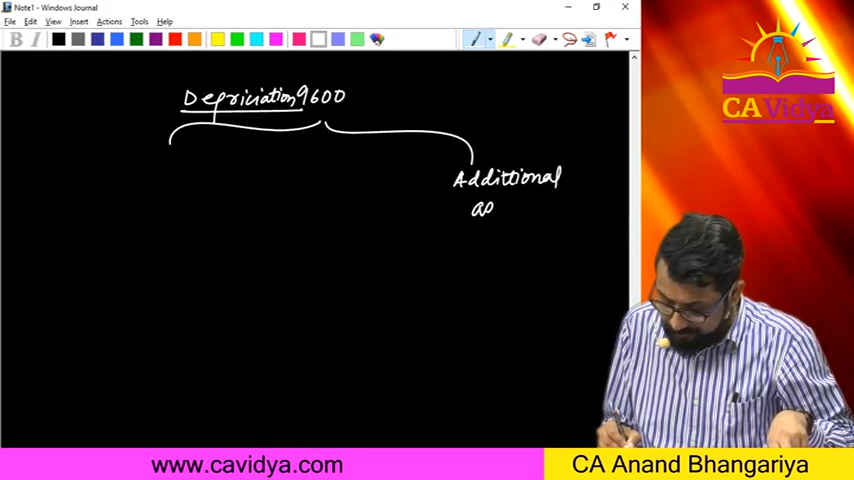 Note1 - Windows Journal
File Edit View Insert Actions Tools Help
B I
Depriciation 9600
Additional
CA Vidya
www.cavidya.com
CA Anand Bhangariya